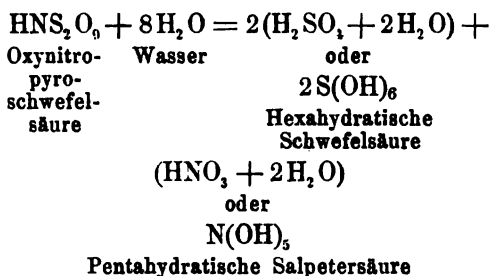 HNS₂O₉ + 8H₂O = 2(H₂SO₄ + 2H₂O) +
Oxynitro- Wasser oder
pyro- 2S(OH)₆
schwefel- Hexahydratische
säure Schwefelsäure
(HNO₃ + 2H₂O)
oder
N(OH)₅
Pentahydratische Salpetersäure